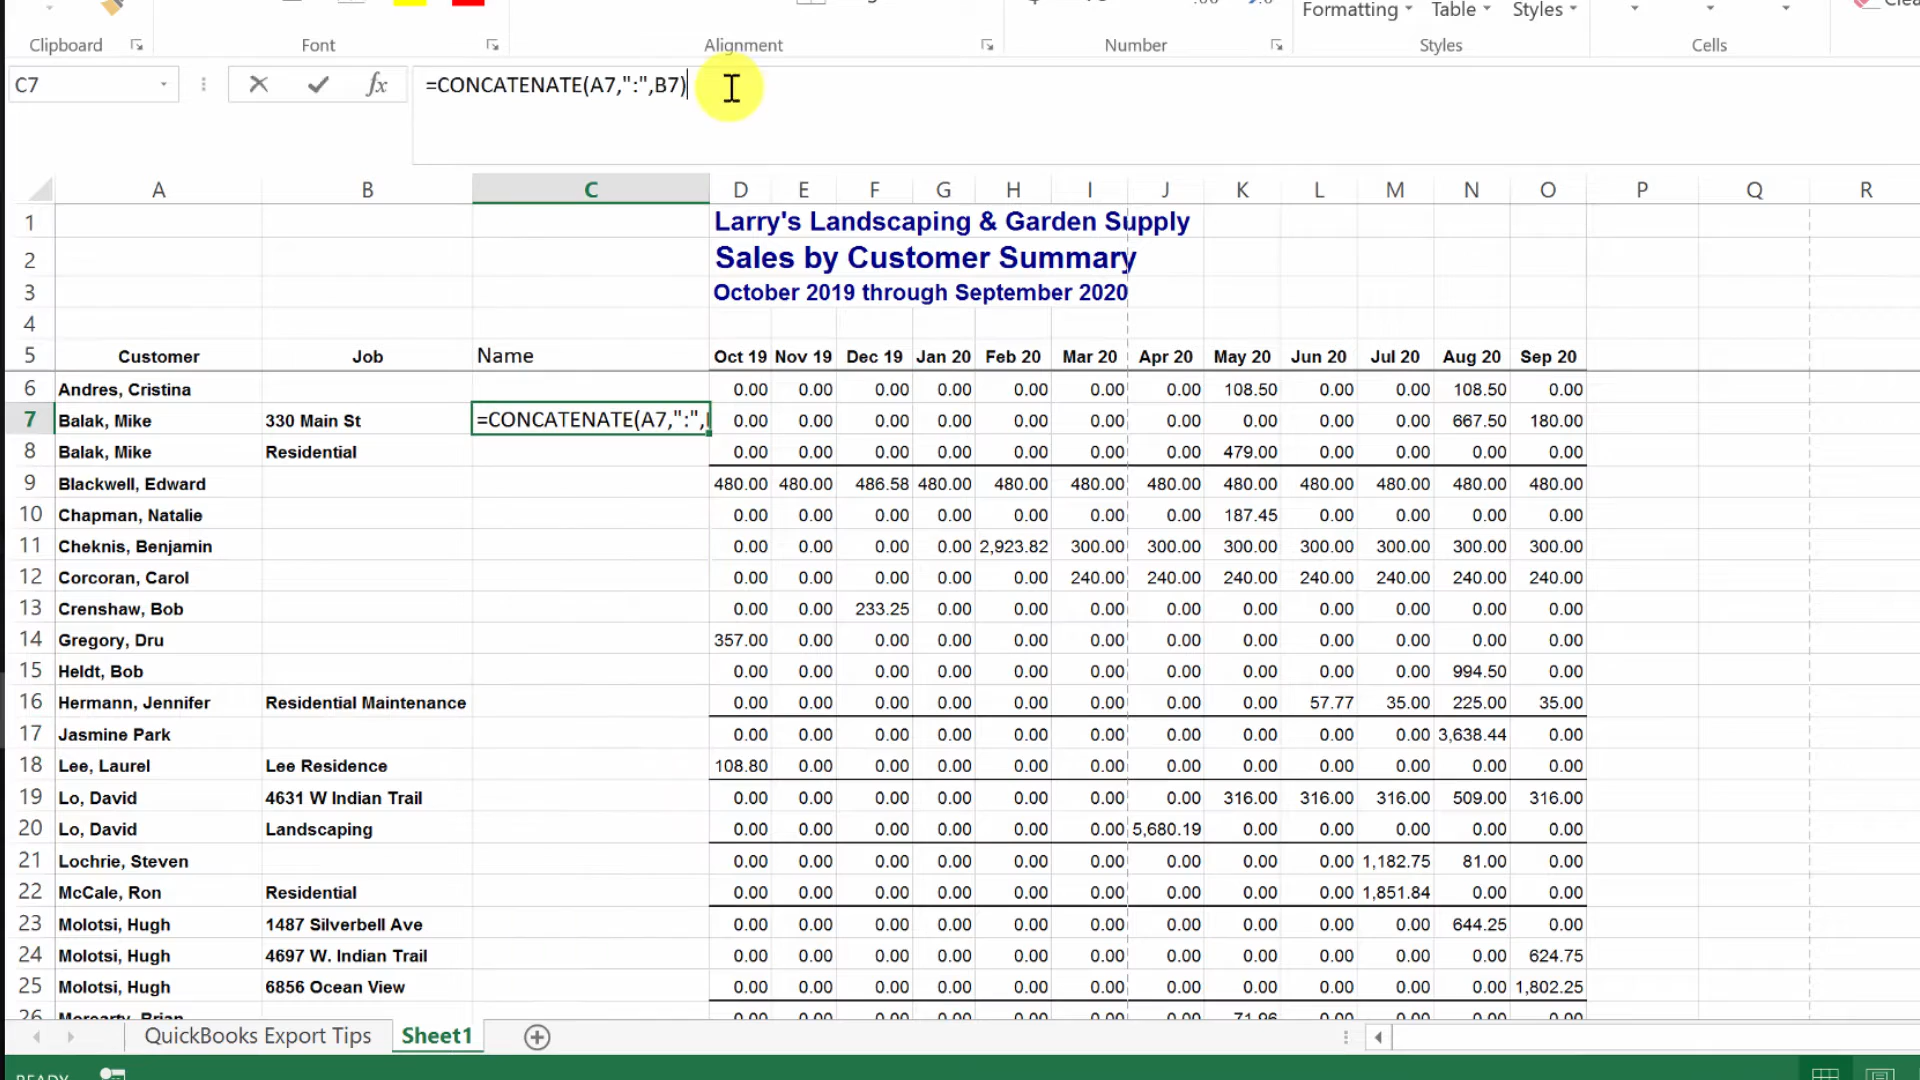 Formatting Table Styles
Clipboard Font Alignment Number Styles Cells
C7 fx =CONCATENATE(A7,":",B7)
A B C D E F G H I J K L M N O P Q R
1 Larry's Landscaping & Garden Supply
2 Sales by Customer Summary
3 October 2019 through September 2020
4
5 Customer Job Name Oct 19 Nov 19 Dec 19 Jan 20 Feb 20 Mar 20 Apr 20 May 20 Jun 20 Jul 20 Aug 20 Sep 20
6 Andres, Cristina 0.00 0.00 0.00 0.00 0.00 0.00 0.00 108.50 0.00 0.00 108.50 0.00
7 Balak, Mike 330 Main St =CONCATENATE(A7,":", 0.00 0.00 0.00 0.00 0.00 0.00 0.00 0.00 0.00 0.00 667.50 180.00
8 Balak, Mike Residential 0.00 0.00 0.00 0.00 0.00 0.00 0.00 479.00 0.00 0.00 0.00 0.00
9 Blackwell, Edward 480.00 480.00 486.58 480.00 480.00 480.00 480.00 480.00 480.00 480.00 480.00 480.00
10 Chapman, Natalie 0.00 0.00 0.00 0.00 0.00 0.00 0.00 187.45 0.00 0.00 0.00 0.00
11 Cheknis, Benjamin 0.00 0.00 0.00 0.00 2,923.82 300.00 300.00 300.00 300.00 300.00 300.00 300.00
12 Corcoran, Carol 0.00 0.00 0.00 0.00 0.00 240.00 240.00 240.00 240.00 240.00 240.00 240.00
13 Crenshaw, Bob 0.00 0.00 233.25 0.00 0.00 0.00 0.00 0.00 0.00 0.00 0.00 0.00
14 Gregory, Dru 357.00 0.00 0.00 0.00 0.00 0.00 0.00 0.00 0.00 0.00 0.00 0.00
15 Heldt, Bob 0.00 0.00 0.00 0.00 0.00 0.00 0.00 0.00 0.00 0.00 994.50 0.00
16 Hermann, Jennifer Residential Maintenance 0.00 0.00 0.00 0.00 0.00 0.00 0.00 0.00 57.77 35.00 225.00 35.00
17 Jasmine Park 0.00 0.00 0.00 0.00 0.00 0.00 0.00 0.00 0.00 0.00 3,638.44 0.00
18 Lee, Laurel Lee Residence 108.80 0.00 0.00 0.00 0.00 0.00 0.00 0.00 0.00 0.00 0.00 0.00
19 Lo, David 4631 W Indian Trail 0.00 0.00 0.00 0.00 0.00 0.00 0.00 316.00 316.00 316.00 509.00 316.00
20 Lo, David Landscaping 0.00 0.00 0.00 0.00 0.00 0.00 5,680.19 0.00 0.00 0.00 0.00 0.00
21 Lochrie, Steven 0.00 0.00 0.00 0.00 0.00 0.00 0.00 0.00 0.00 1,182.75 81.00 0.00
22 McCale, Ron Residential 0.00 0.00 0.00 0.00 0.00 0.00 0.00 0.00 0.00 1,851.84 0.00 0.00
23 Molotsi, Hugh 1487 Silverbell Ave 0.00 0.00 0.00 0.00 0.00 0.00 0.00 0.00 0.00 0.00 644.25 0.00
24 Molotsi, Hugh 4697 W. Indian Trail 0.00 0.00 0.00 0.00 0.00 0.00 0.00 0.00 0.00 0.00 0.00 624.75
25 Molotsi, Hugh 6856 Ocean View 0.00 0.00 0.00 0.00 0.00 0.00 0.00 0.00 0.00 0.00 0.00 1,802.25
26 0.00 0.00 0.00 0.00 0.00 0.00 0.00 71.96 0.00 0.00 0.00 0.00
QuickBooks Export Tips Sheet1
READY